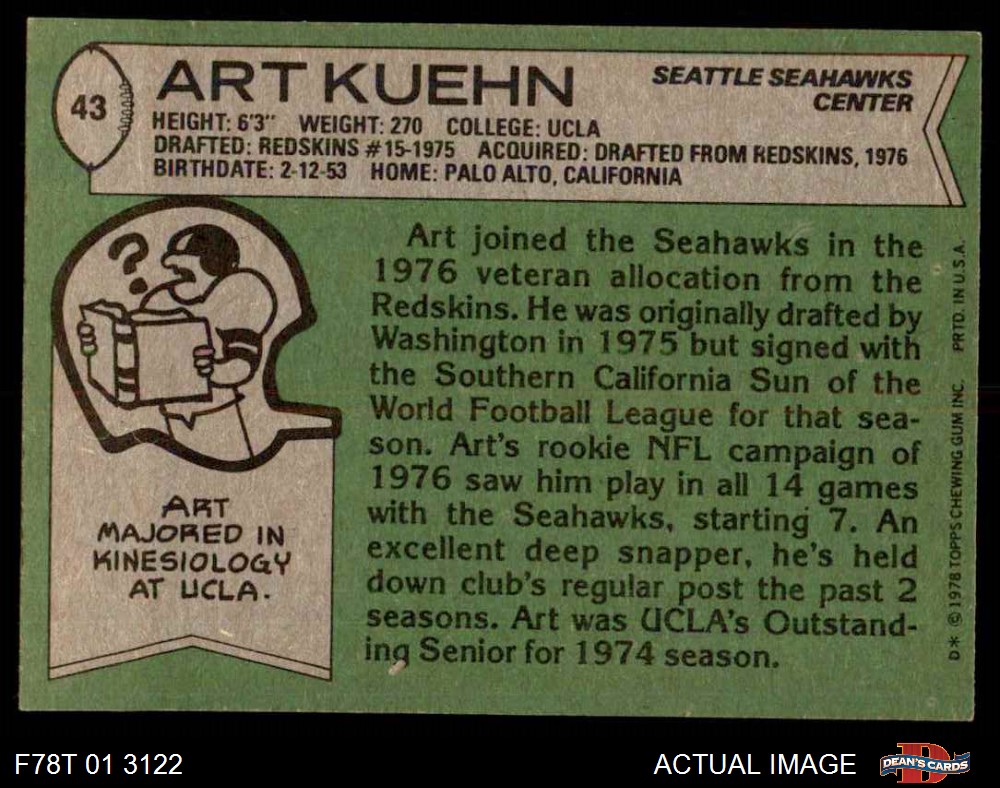 43
ART KUEHN
SEATTLE SEAHAWKS
CENTER
HEIGHT: 6'3" WEIGHT: 270 COLLEGE: UCLA
DRAFTED: REDSKINS #15-1975 ACQUIRED: DRAFTED FROM REDSKINS, 1976
BIRTHDATE: 2-12-53 HOME: PALO ALTO, CALIFORNIA
?
ART
MAJORED IN
KINESIOLOGY
AT UCLA.
Art joined the Seahawks in the
1976 veteran allocation from the
Redskins. He was originally drafted by
Washington in 1975 but signed with
the Southern California Sun of the
World Football League for that sea-
son. Art's rookie NFL campaign of
1976 saw him play in all 14 games
with the Seahawks, starting 7. An
excellent deep snapper, he's held
down club's regular post the past 2
seasons. Art was UCLA's Outstand-
ing Senior for 1974 season.
D* © 1978 TOPPS CHEWING GUM INC. PRTD. IN U.S.A.
F78T 01 3122
ACTUAL IMAGE
D
DEAN'S CARDS